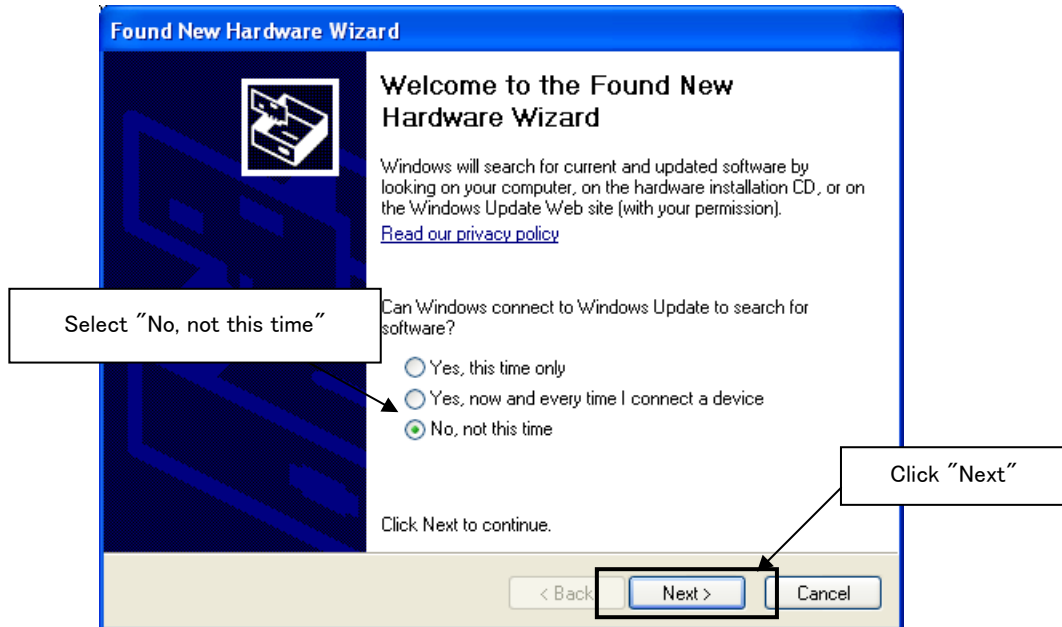 Found New Hardware Wizard
Welcome to the Found New
Hardware Wizard
Windows will search for current and updated software by
looking on your computer, on the hardware installation CD, or on
the Windows Update Web site (with your permission).
Read our privacy policy
Can Windows connect to Windows Update to search for
software?
Select "No, not this time"
Yes, this time only
Yes, now and every time I connect a device
No, not this time
Click "Next"
Click Next to continue.
< Back
Next >
Cancel